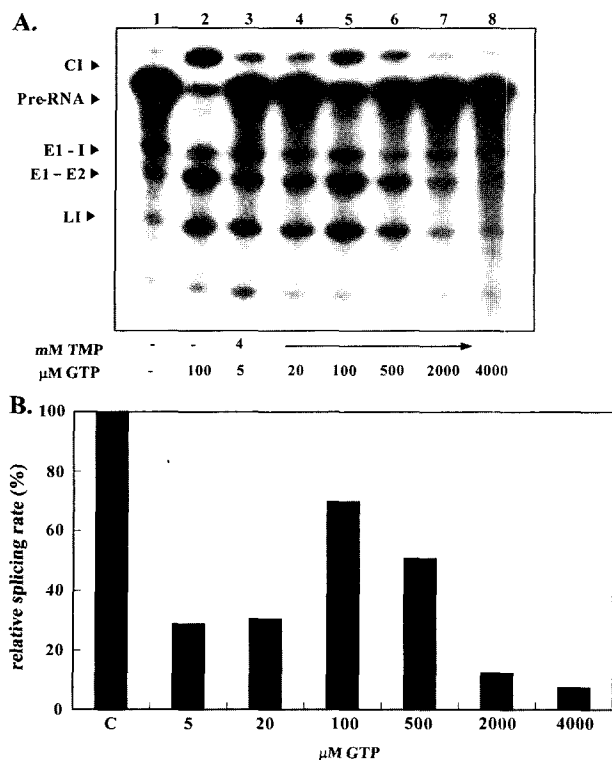 A.
1 2 3 4 5 6 7 8
CI
Pre-RNA
E1 - I
E1 - E2
LI
mM TMP - - 4
μM GTP - 100 5 20 100 500 2000 4000
B.
relative splicing rate (%)
100
80
60
40
20
0
C 5 20 100 500 2000 4000
μM GTP